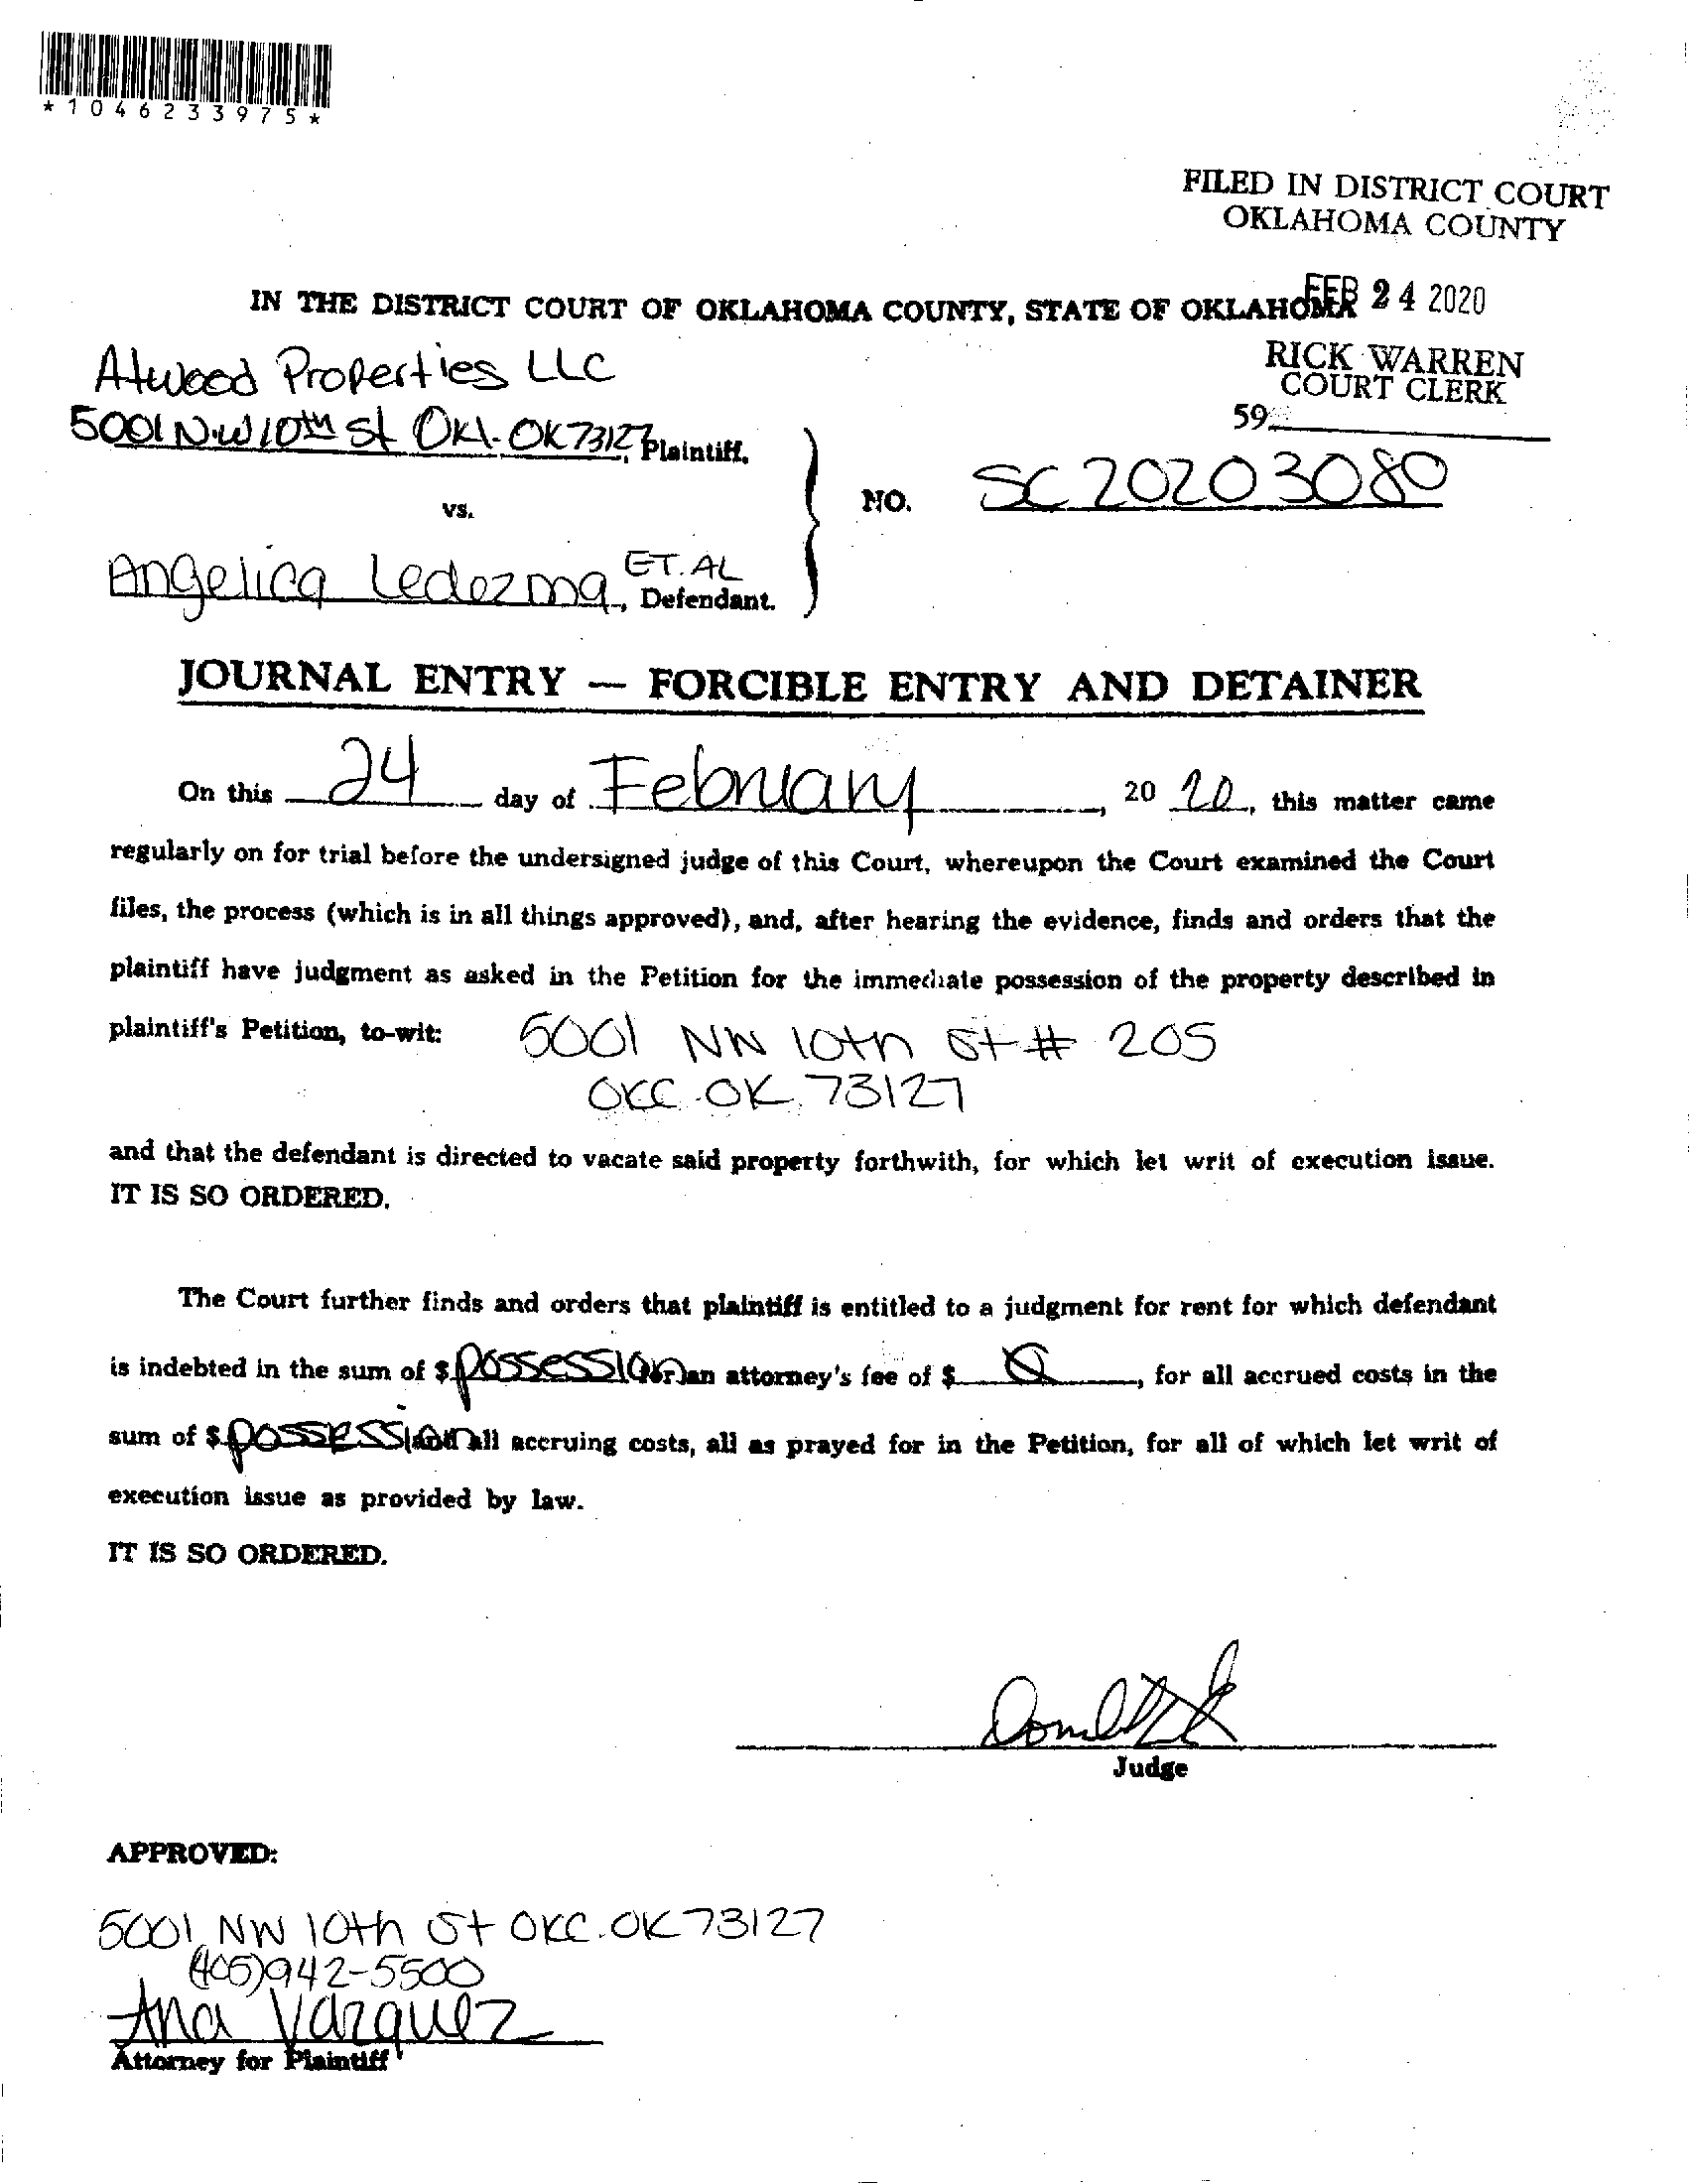 *1046233975*
FILED IN DISTRICT COURT
OKLAHOMA COUNTY
IN THE DISTRICT COURT OF OKLAHOMA COUNTY, STATE OF OKLAHOMA
FEB 24 2020
RICK WARREN
COURT CLERK
59
Atwood Properties LLC
5001 N.W 10th St Okl. OK 73127, Plaintiff,
vs.
NO. SC 2020 3080
Angelica Ledezma, ET. AL
Defendant.
JOURNAL ENTRY — FORCIBLE ENTRY AND DETAINER
On this 24 day of February, 20 20, this matter came
regularly on for trial before the undersigned judge of this Court, whereupon the Court examined the Court
files, the process (which is in all things approved), and, after hearing the evidence, finds and orders that the
plaintiff have judgment as asked in the Petition for the immediate possession of the property described in
plaintiff's Petition, to-wit: 5001 NW 10th St # 205
OKC. OK, 73127
and that the defendant is directed to vacate said property forthwith, for which let writ of execution issue.
IT IS SO ORDERED.
The Court further finds and orders that plaintiff is entitled to a judgment for rent for which defendant
is indebted in the sum of $ possession for an attorney's fee of $ , for all accrued costs in the
sum of $ possession and all accruing costs, all as prayed for in the Petition, for all of which let writ of
execution issue as provided by law.
IT IS SO ORDERED.
Judge
APPROVED:
5001 NW 10th St OKC. OK 73127
(405)942-5500
Ana Vazquez
Attorney for Plaintiff